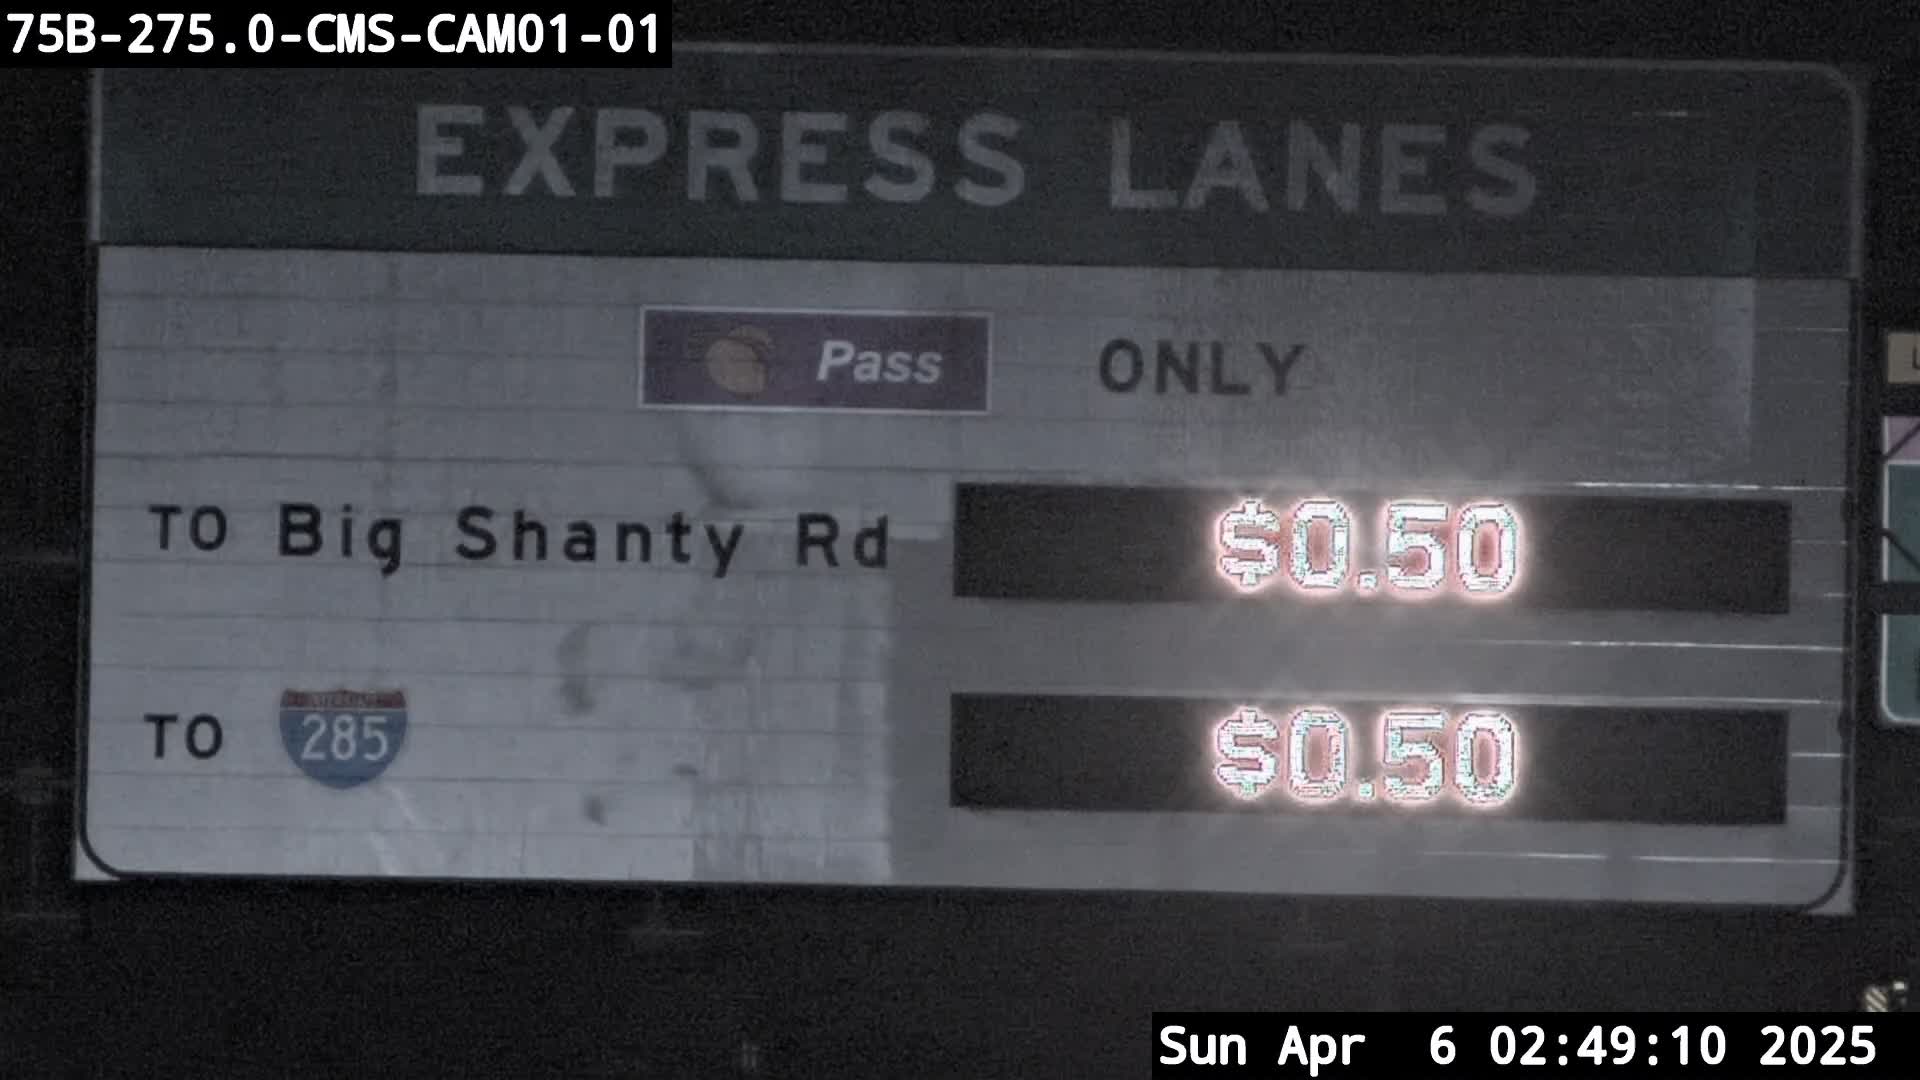 75B-275.0-CMS-CAM01-01
EXPRESS LANES
Pass ONLY
TO Big Shanty Rd $0.50
TO 285 $0.50
Sun Apr 6 02:49:10 2025